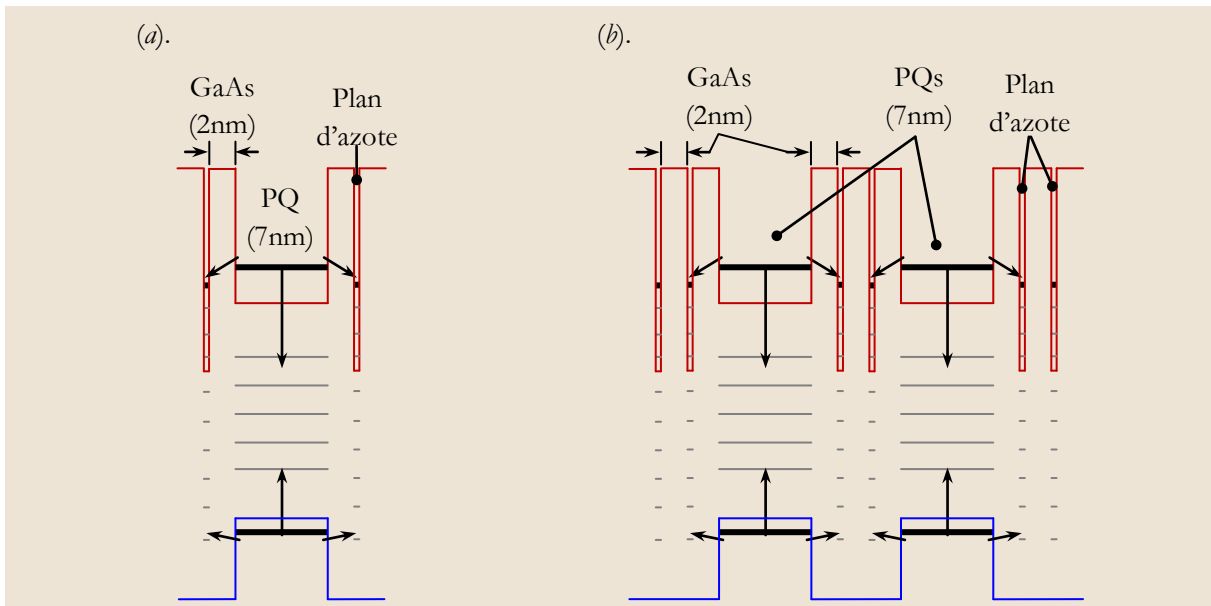 (a).
GaAs
(2nm)
Plan
d’azote
PQ
(7nm)
(b).
GaAs
(2nm)
PQs
(7nm)
Plan
d’azote